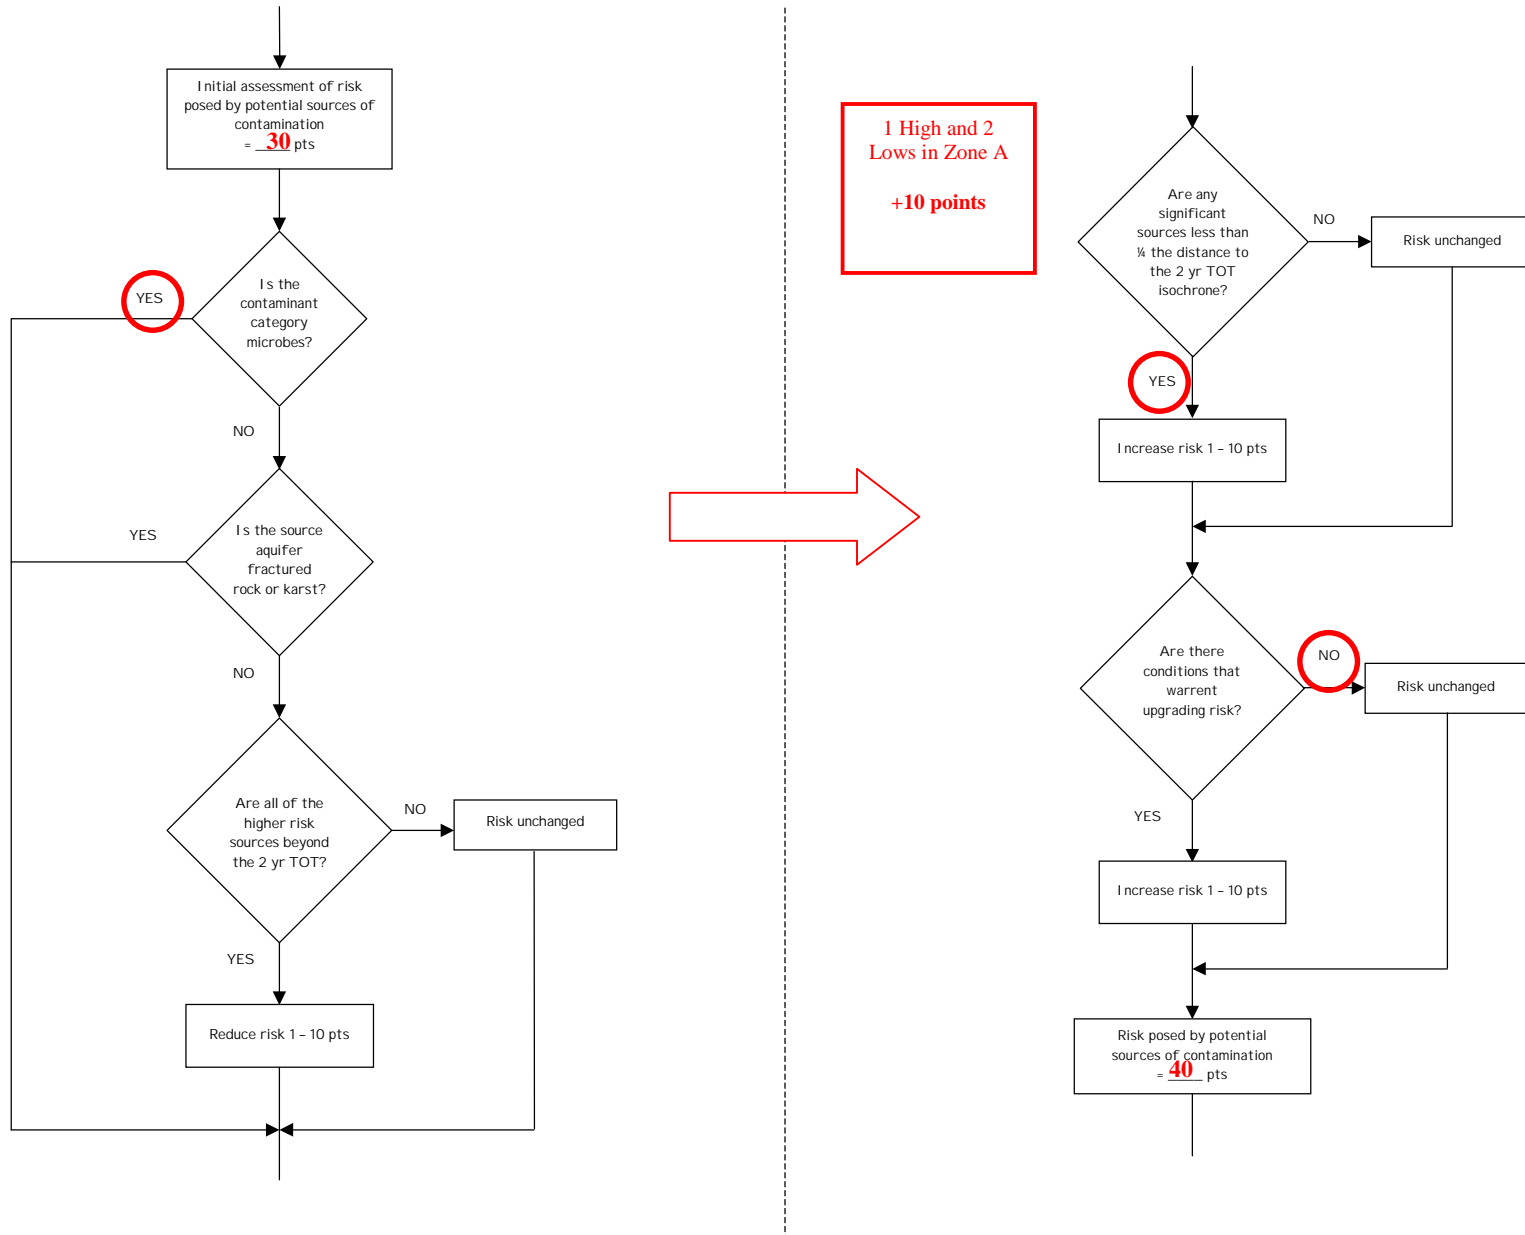 Initial assessment of risk
posed by potential sources of
contamination
= __30__ pts
Is the
contaminant
category
microbes?
YES
NO
Is the source
aquifer
fractured
rock or karst?
YES
NO
Are all of the
higher risk
sources beyond
the 2 yr TOT?
NO
Risk unchanged
YES
Reduce risk 1 – 10 pts
1 High and 2
Lows in Zone A
+10 points
Are any
significant
sources less than
¼ the distance to
the 2 yr TOT
isochrone?
NO
Risk unchanged
YES
Increase risk 1 – 10 pts
Are there
conditions that
warrent
upgrading risk?
NO
Risk unchanged
YES
Increase risk 1 – 10 pts
Risk posed by potential
sources of contamination
= __40__ pts